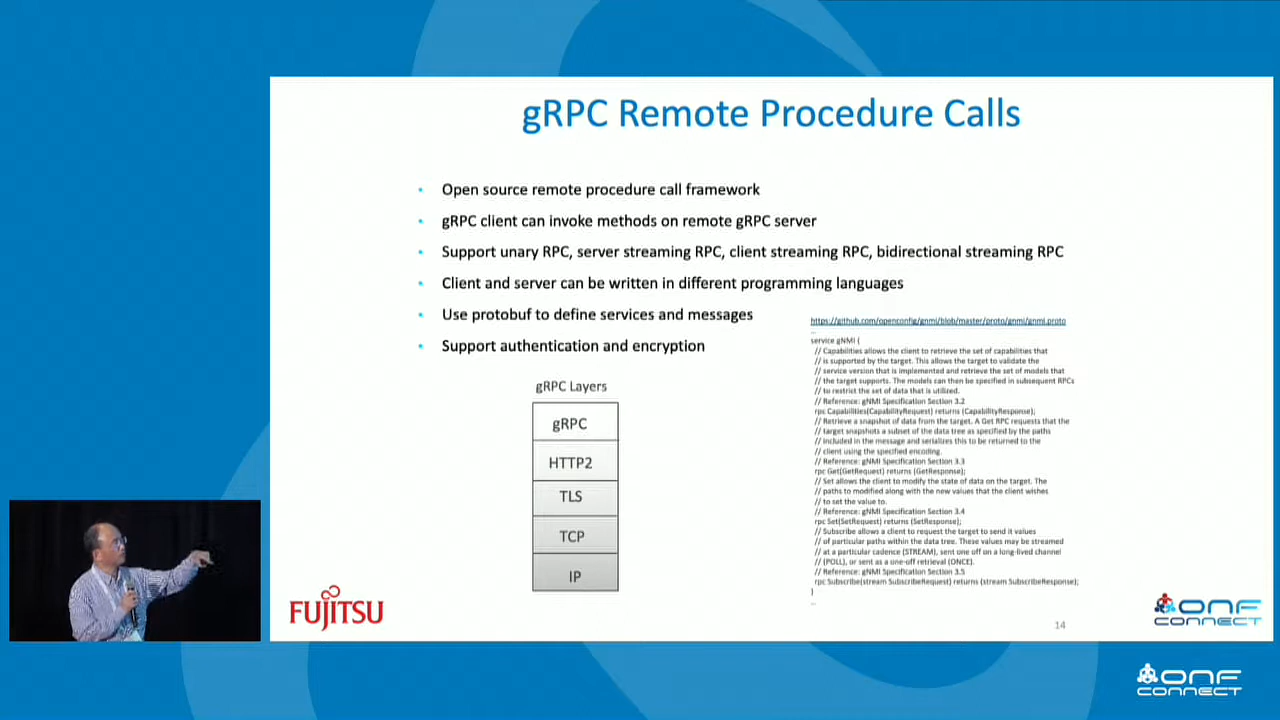 gRPC Remote Procedure Calls
• Open source remote procedure call framework
• gRPC client can invoke methods on remote gRPC server
• Support unary RPC, server streaming RPC, client streaming RPC, bidirectional streaming RPC
• Client and server can be written in different programming languages
• Use protobuf to define services and messages
• Support authentication and encryption
gRPC Layers
gRPC
HTTP2
TLS
TCP
IP
https://github.com/openconfig/gnmi/blob/master/proto/gnmi/gnmi.proto
...
service gNMI {
// Capabilities allows the client to retrieve the set of capabilities that
// is supported by the target. This allows the target to validate the
// service version that is implemented and retrieve the set of models that
// the target supports. The models can then be specified in subsequent RPCs
// to restrict the set of data that is utilized.
// Reference: gNMI Specification Section 3.2
rpc Capabilities(CapabilityRequest) returns (CapabilityResponse);
// Retrieve a snapshot of data from the target. A Get RPC requests that the
// target snapshots a subset of the data tree as specified by the paths
// included in the message and serializes this to be returned to the
// client using the specified encoding.
// Reference: gNMI Specification Section 3.3
rpc Get(GetRequest) returns (GetResponse);
// Set allows the client to modify the state of data on the target. The
// paths to modified along with the new values that the client wishes
// to set the value to.
// Reference: gNMI Specification Section 3.4
rpc Set(SetRequest) returns (SetResponse);
// Subscribe allows a client to request the target to send it values
// of particular paths within the data tree. These values may be streamed
// at a particular cadence (STREAM), sent one off on a long-lived channel
// (POLL), or sent as a one-off retrieval (ONCE).
// Reference: gNMI Specification Section 3.5
rpc Subscribe(stream SubscribeRequest) returns (stream SubscribeResponse);
}
...
FUJITSU
14
ONF
CONNECT
ONF
CONNECT